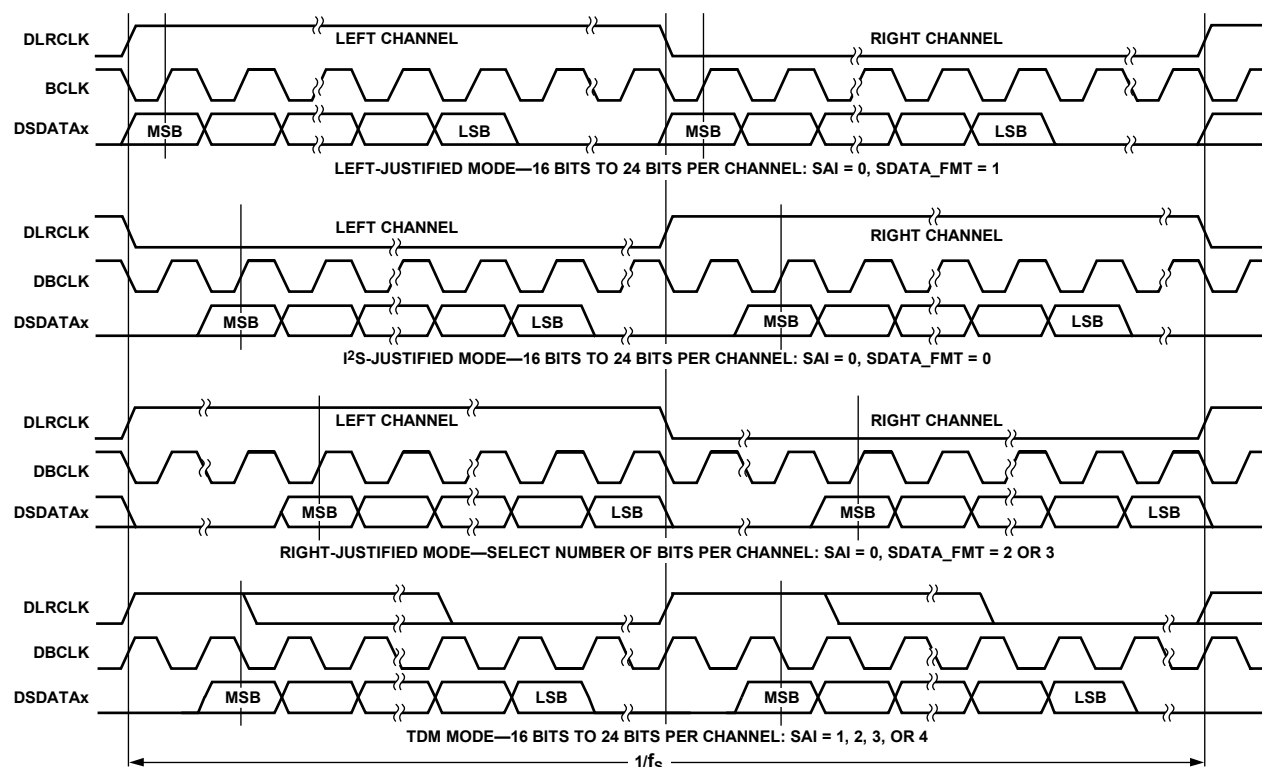 DLRCLK
LEFT CHANNEL
RIGHT CHANNEL
BCLK
DSDATAx
MSB
LSB
MSB
LSB
LEFT-JUSTIFIED MODE—16 BITS TO 24 BITS PER CHANNEL: SAI = 0, SDATA_FMT = 1
DLRCLK
LEFT CHANNEL
RIGHT CHANNEL
DBCLK
DSDATAx
MSB
LSB
MSB
LSB
I²S-JUSTIFIED MODE—16 BITS TO 24 BITS PER CHANNEL: SAI = 0, SDATA_FMT = 0
DLRCLK
LEFT CHANNEL
RIGHT CHANNEL
DBCLK
DSDATAx
MSB
LSB
MSB
LSB
RIGHT-JUSTIFIED MODE—SELECT NUMBER OF BITS PER CHANNEL: SAI = 0, SDATA_FMT = 2 OR 3
DLRCLK
DBCLK
DSDATAx
MSB
LSB
MSB
LSB
TDM MODE—16 BITS TO 24 BITS PER CHANNEL: SAI = 1, 2, 3, OR 4
1/fS